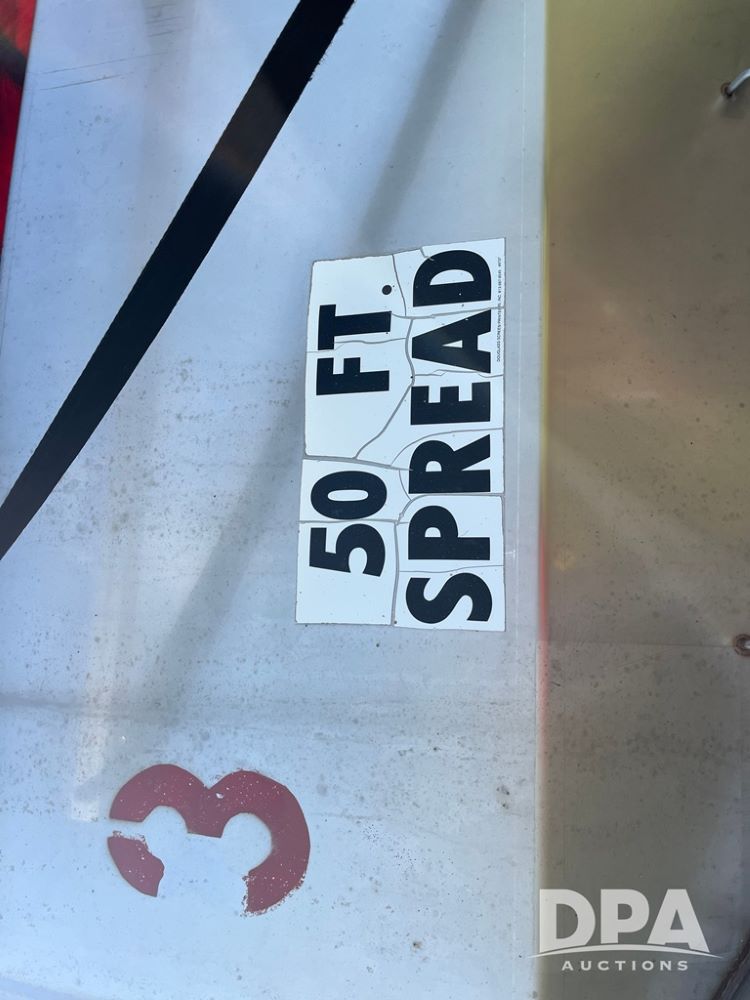 50 FT.
SPREAD
3
DPA
AUCTIONS